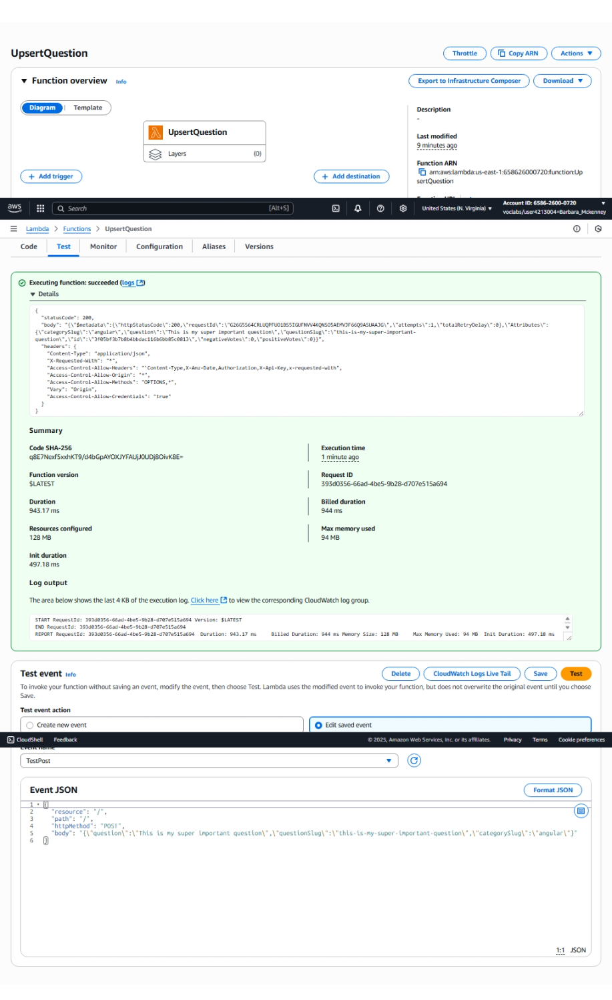 UpsertQuestion
Throttle
Copy ARN
Actions
Function overview Info
Export to Infrastructure Composer
Download
Diagram
Template
UpsertQuestion
Layers
(0)
+ Add trigger
+ Add destination
Description
-
Last modified
9 minutes ago
Function ARN
arn:aws:lambda:us-east-1:658626000720:function:Up
sertQuestion
aws
Search
[Alt+S]
United States (N. Virginia)
Account ID: 6586-2600-0720
voclabs/user4213004=Barbara_Mckenney
Lambda > Functions > UpsertQuestion
Code
Test
Monitor
Configuration
Aliases
Versions
Executing function: succeeded (logs)
Details
{
"statusCode": 200,
"body": "{\"$metadata\":{\"httpStatusCode\":200,\"requestId\":\"G26G5S64CRLUQPFUO1BS5IGUFNVV4KQNSO5AEMVJF66Q9ASUAAJG\",\"attempts\":1,\"totalRetryDelay\":0},\"Attributes\":
{\"categorySlug\":\"angular\",\"question\":\"This is my super important question\",\"questionSlug\":\"this-is-my-super-important-
question\",\"id\":\"3f05bf3b7b8b4bbdac116b6bb85c0813\",\"negativeVotes\":0,\"positiveVotes\":0}}",
"headers": {
"Content-Type": "application/json",
"X-Requested-With": "*",
"Access-Control-Allow-Headers": "'Content-Type,X-Amz-Date,Authorization,X-Api-Key,x-requested-with",
"Access-Control-Allow-Origin": "*",
"Access-Control-Allow-Methods": "OPTIONS,*",
"Vary": "Origin",
"Access-Control-Allow-Credentials": "true"
}
}
Summary
Code SHA-256
q8E7Nexf5xxhKT9/d4bGpAYOXJYFAUjJ0UDj8OivK8E=
Execution time
1 minute ago
Function version
$LATEST
Request ID
393d0356-66ad-4be5-9b28-d707e515a694
Duration
943.17 ms
Billed duration
944 ms
Resources configured
128 MB
Max memory used
94 MB
Init duration
497.18 ms
Log output
The area below shows the last 4 KB of the execution log. Click here to view the corresponding CloudWatch log group.
START RequestId: 393d0356-66ad-4be5-9b28-d707e515a694 Version: $LATEST
END RequestId: 393d0356-66ad-4be5-9b28-d707e515a694
REPORT RequestId: 393d0356-66ad-4be5-9b28-d707e515a694 Duration: 943.17 ms Billed Duration: 944 ms Memory Size: 128 MB Max Memory Used: 94 MB Init Duration: 497.18 ms
Test event Info
Delete
CloudWatch Logs Live Tail
Save
Test
To invoke your function without saving an event, modify the event, then choose Test. Lambda uses the modified event to invoke your function, but does not overwrite the original event until you choose
Save.
Test event action
Create new event
Edit saved event
CloudShell
Feedback
© 2025, Amazon Web Services, Inc. or its affiliates.
Privacy
Terms
Cookie preferences
Event name
TestPost
Event JSON
Format JSON
1 {
2 "resource": "/",
3 "path": "/",
4 "httpMethod": "POST",
5 "body": "{\"question\":\"This is my super important question\",\"questionSlug\":\"this-is-my-super-important-question\",\"categorySlug\":\"angular\"}"
6 }
1:1 JSON